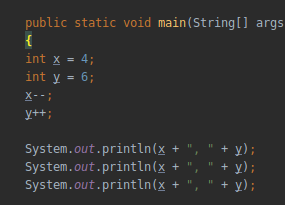 public static void main(String[] args
{
int x = 4;
int y = 6;
x--;
y++;
System.out.println(x + ", " + y);
System.out.println(x + ", " + y);
System.out.println(x + ", " + y);